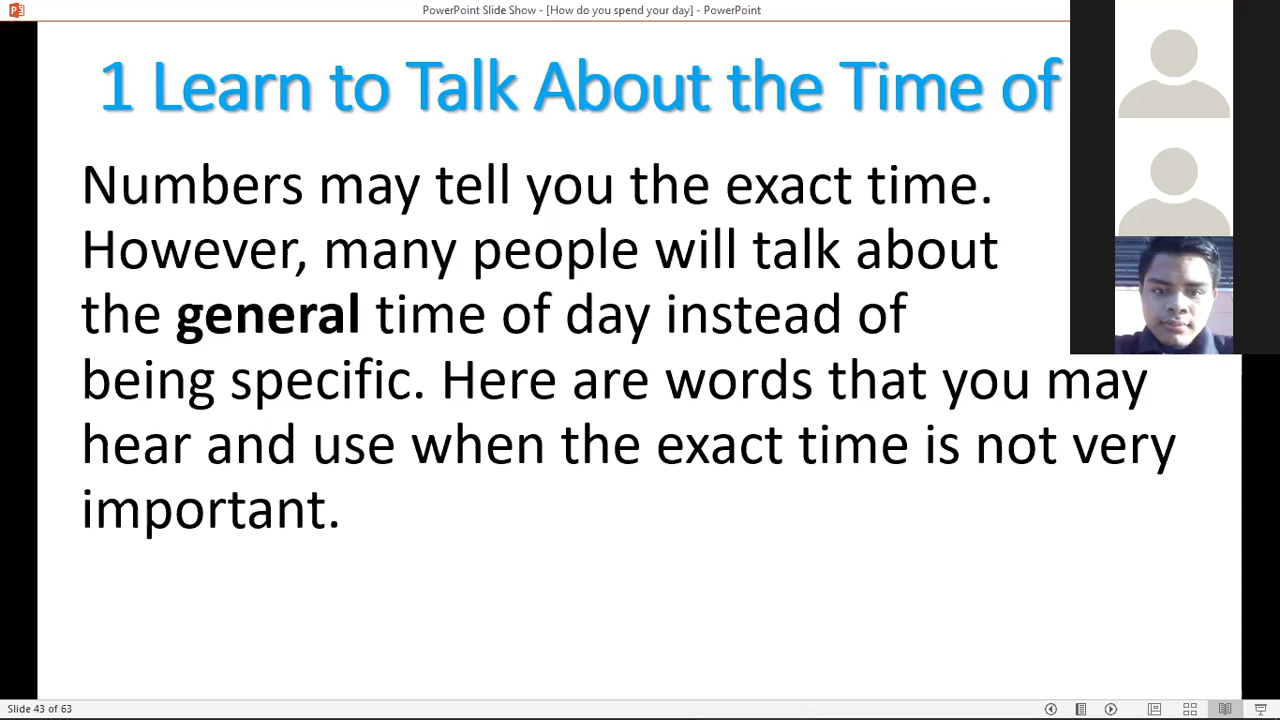 PowerPoint Slide Show - [How do you spend your day] - PowerPoint
1 Learn to Talk About the Time of
Numbers may tell you the exact time.
However, many people will talk about
the general time of day instead of
being specific. Here are words that you may
hear and use when the exact time is not very
important.
Slide 43 of 63